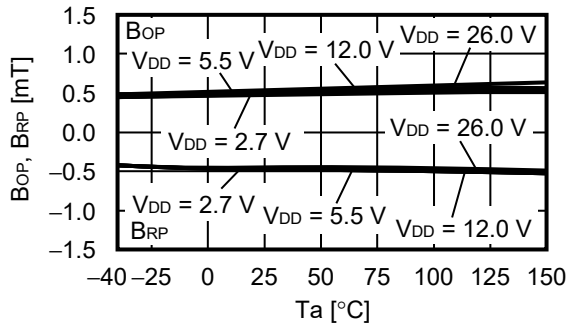 1.5
1.0
0.5
0.0
−0.5
−1.0
−1.5
BOP, BRP [mT]
BOP
VDD = 5.5 V
VDD = 12.0 V
VDD = 26.0 V
VDD = 2.7 V
VDD = 26.0 V
VDD = 2.7 V
VDD = 5.5 V
VDD = 12.0 V
BRP
−40 −25 0 25 50 75 100 125 150
Ta [°C]